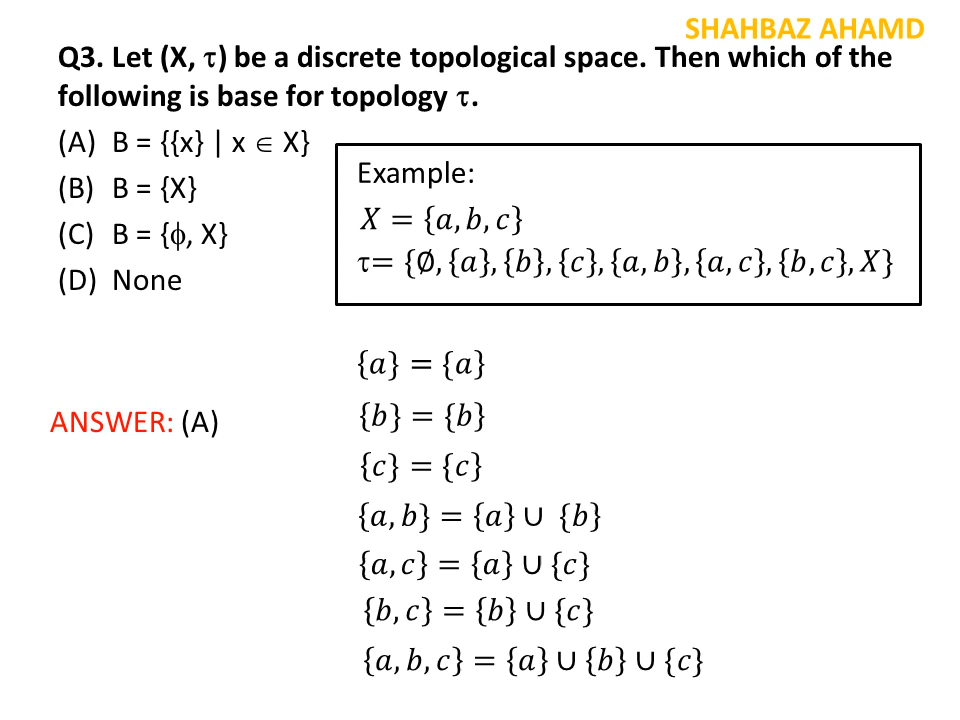 SHAHBAZ AHAMD
Q3. Let (X, τ) be a discrete topological space. Then which of the
following is base for topology τ.
(A) B = {{x} | x ∈ X}
(B) B = {X}
(C) B = {ϕ, X}
(D) None
Example:
𝑋 = {𝑎, 𝑏, 𝑐}
τ= {∅, {𝑎}, {𝑏}, {𝑐}, {𝑎, 𝑏}, {𝑎, 𝑐}, {𝑏, 𝑐}, 𝑋}
{𝑎} = {𝑎}
ANSWER: (A)
{𝑏} = {𝑏}
{𝑐} = {𝑐}
{𝑎, 𝑏} = {𝑎} ∪ {𝑏}
{𝑎, 𝑐} = {𝑎} ∪ {𝑐}
{𝑏, 𝑐} = {𝑏} ∪ {𝑐}
{𝑎, 𝑏, 𝑐} = {𝑎} ∪ {𝑏} ∪ {𝑐}